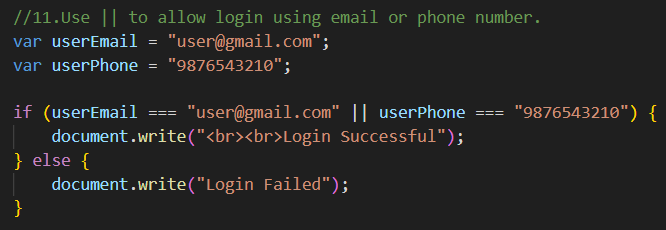 //11.Use || to allow login using email or phone number.
var userEmail = "user@gmail.com";
var userPhone = "9876543210";

if (userEmail === "user@gmail.com" || userPhone === "9876543210") {
    document.write("<br><br>Login Successful");
} else {
    document.write("Login Failed");
}